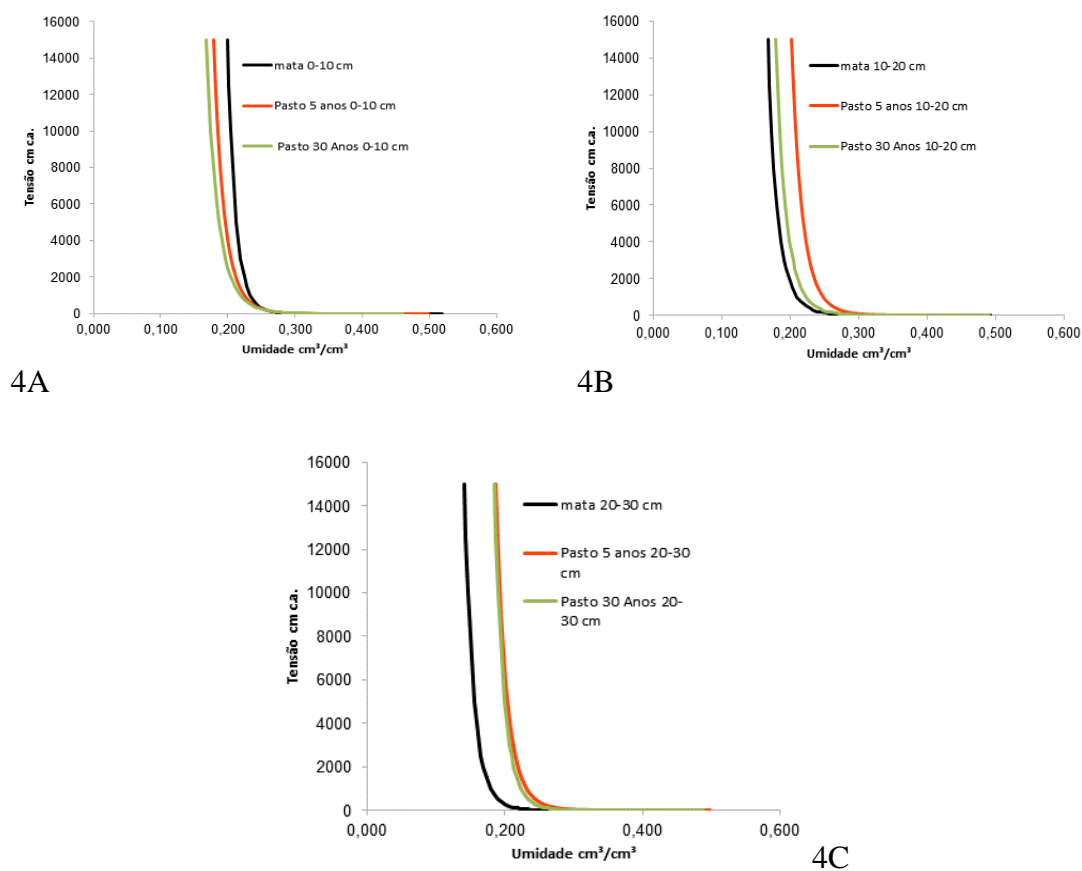 16000
14000
12000
10000
8000
6000
4000
2000
0
Tensão cm c.a.
mata 0-10 cm
Pasto 5 anos 0-10 cm
Pasto 30 Anos 0-10 cm
0,000 0,100 0,200 0,300 0,400 0,500 0,600
Umidade cm³/cm³
4A
16000
14000
12000
10000
8000
6000
4000
2000
0
Tensão cm c.a.
mata 10-20 cm
Pasto 5 anos 10-20 cm
Pasto 30 Anos 10-20 cm
0,000 0,100 0,200 0,300 0,400 0,500 0,600
Umidade cm³/cm³
4B
16000
14000
12000
10000
8000
6000
4000
2000
0
Tensão cm c.a.
mata 20-30 cm
Pasto 5 anos 20-30
cm
Pasto 30 Anos 20-
30 cm
0,000 0,200 0,400 0,600
Umidade cm³/cm³
4C